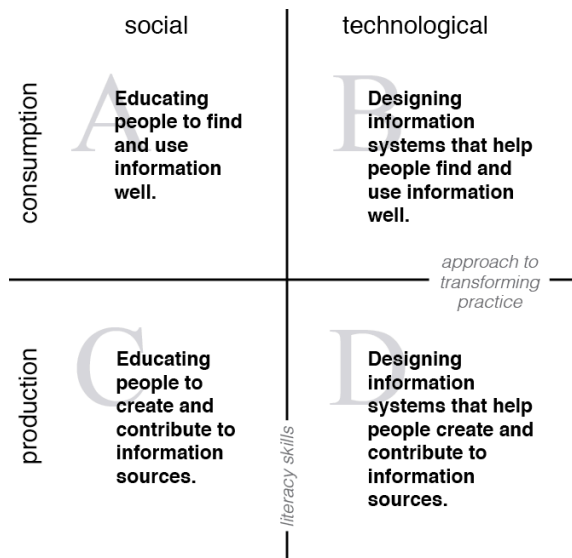 social
technological
consumption
A
Educating
people to find
and use
information
well.
B
Designing
information
systems that help
people find and
use information
well.
approach to
transforming
practice
production
C
Educating
people to
create and
contribute to
information
sources.
literacy skills
D
Designing
information
systems that help
people create and
contribute to
information
sources.